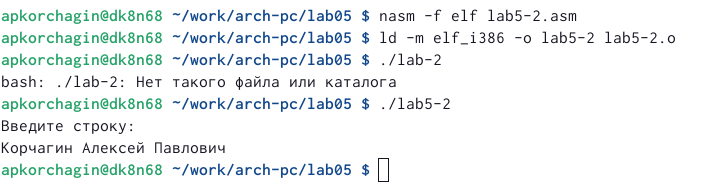 apkorchagin@dk8n68 ~/work/arch-pc/lab05 $ nasm -f elf lab5-2.asm
apkorchagin@dk8n68 ~/work/arch-pc/lab05 $ ld -m elf_i386 -o lab5-2 lab5-2.o
apkorchagin@dk8n68 ~/work/arch-pc/lab05 $ ./lab-2
bash: ./lab-2: Нет такого файла или каталога
apkorchagin@dk8n68 ~/work/arch-pc/lab05 $ ./lab5-2
Введите строку:
Корчагин Алексей Павлович
apkorchagin@dk8n68 ~/work/arch-pc/lab05 $